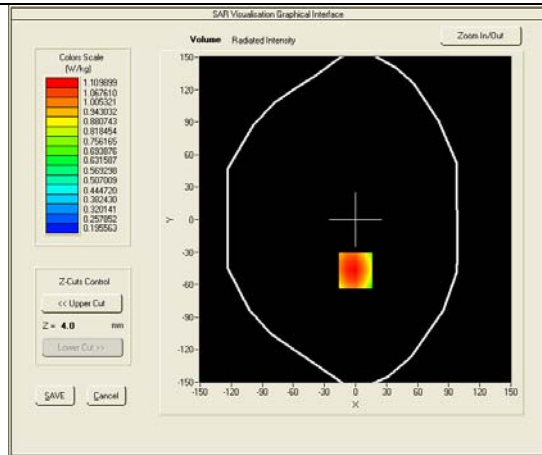 SAR Visualisation Graphical Interface
Volume Radiated Intensity
Zoom In/Out
Colors Scale
(W/kg)
1.109899
1.067610
1.005321
0.943032
0.880743
0.818454
0.756165
0.693876
0.631587
0.569298
0.507009
0.444720
0.382430
0.320141
0.257852
0.195563
Z-Cuts Control
<< Upper Cut
Z = 4.0 mm
Lower Cut >>
SAVE Cancel
150
120
90
60
30
0
-30
-60
-90
-120
-150
Y
-150 -120 -90 -60 -30 0 30 60 90 120 150
X